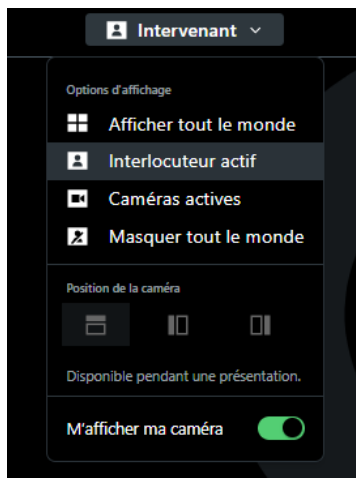 Intervenant
Options d'affichage
Afficher tout le monde
Interlocuteur actif
Caméras actives
Masquer tout le monde
Position de la caméra
Disponible pendant une présentation.
M'afficher ma caméra